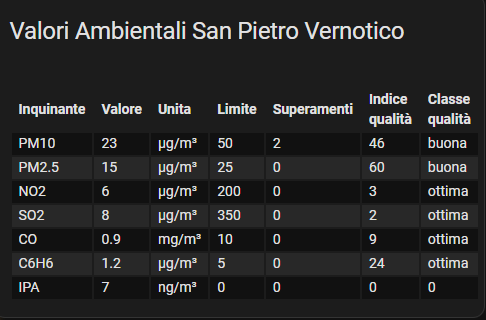 Valori Ambientali San Pietro Vernotico
Inquinante Valore Unita Limite Superamenti Indice qualità Classe qualità
PM10 23 µg/m³ 50 2 46 buona
PM2.5 15 µg/m³ 25 0 60 buona
NO2 6 µg/m³ 200 0 3 ottima
SO2 8 µg/m³ 350 0 2 ottima
CO 0.9 mg/m³ 10 0 9 ottima
C6H6 1.2 µg/m³ 5 0 24 ottima
IPA 7 ng/m³ 0 0 0 0